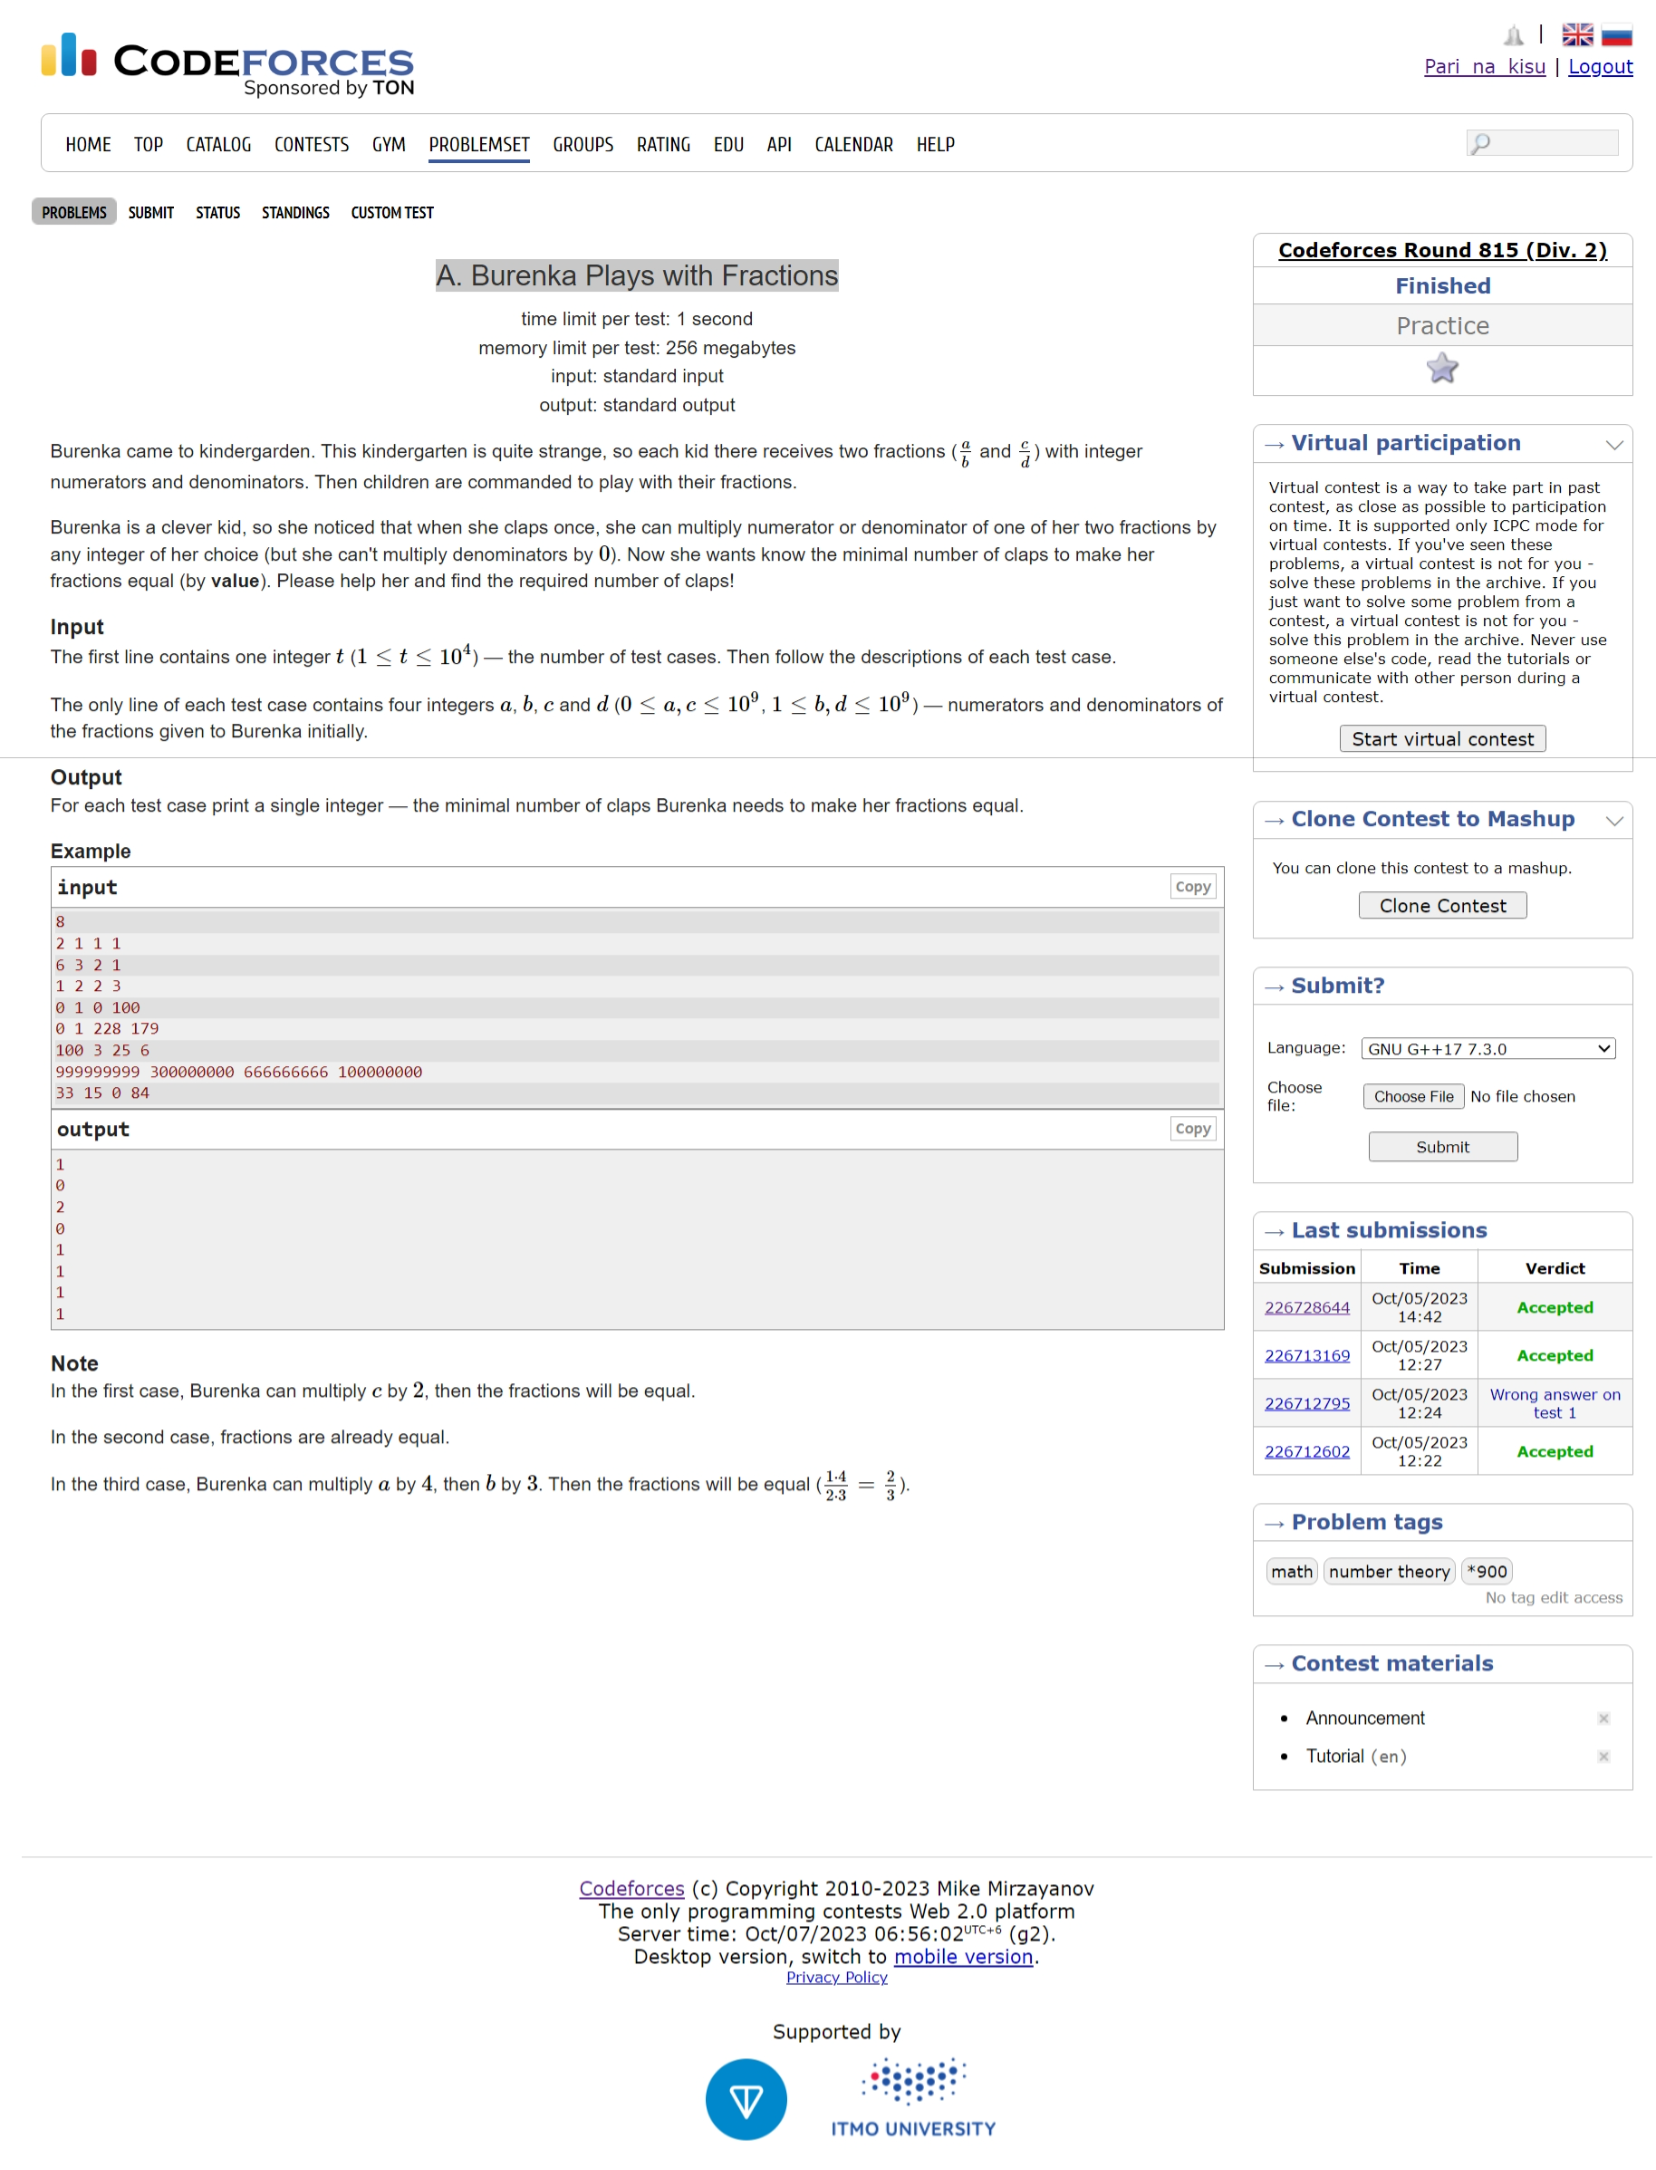 CODEFORCES
Sponsored by TON
|
Pari_na_kisu | Logout
HOME TOP CATALOG CONTESTS GYM PROBLEMSET GROUPS RATING EDU API CALENDAR HELP
PROBLEMS SUBMIT STATUS STANDINGS CUSTOM TEST
A. Burenka Plays with Fractions
time limit per test: 1 second
memory limit per test: 256 megabytes
input: standard input
output: standard output
Burenka came to kindergarden. This kindergarten is quite strange, so each kid there receives two fractions (a/b and c/d) with integer
numerators and denominators. Then children are commanded to play with their fractions.
Burenka is a clever kid, so she noticed that when she claps once, she can multiply numerator or denominator of one of her two fractions by
any integer of her choice (but she can't multiply denominators by 0). Now she wants know the minimal number of claps to make her
fractions equal (by value). Please help her and find the required number of claps!
Input
The first line contains one integer t (1 ≤ t ≤ 10^4) — the number of test cases. Then follow the descriptions of each test case.
The only line of each test case contains four integers a, b, c and d (0 ≤ a, c ≤ 10^9, 1 ≤ b, d ≤ 10^9) — numerators and denominators of
the fractions given to Burenka initially.
Output
For each test case print a single integer — the minimal number of claps Burenka needs to make her fractions equal.
Example
input
Copy
8
2 1 1 1
6 3 2 1
1 2 2 3
0 1 0 100
0 1 228 179
100 3 25 6
999999999 300000000 666666666 100000000
33 15 0 84
output
Copy
1
0
2
0
1
1
1
1
Note
In the first case, Burenka can multiply c by 2, then the fractions will be equal.
In the second case, fractions are already equal.
In the third case, Burenka can multiply a by 4, then b by 3. Then the fractions will be equal (1·4/2·3 = 2/3).
Codeforces Round 815 (Div. 2)
Finished
Practice
→ Virtual participation
Virtual contest is a way to take part in past
contest, as close as possible to participation
on time. It is supported only ICPC mode for
virtual contests. If you've seen these
problems, a virtual contest is not for you -
solve these problems in the archive. If you
just want to solve some problem from a
contest, a virtual contest is not for you -
solve this problem in the archive. Never use
someone else's code, read the tutorials or
communicate with other person during a
virtual contest.
Start virtual contest
→ Clone Contest to Mashup
You can clone this contest to a mashup.
Clone Contest
→ Submit?
Language: GNU G++17 7.3.0
Choose
file:
Choose File No file chosen
Submit
→ Last submissions
Submission Time Verdict
226728644 Oct/05/2023 14:42 Accepted
226713169 Oct/05/2023 12:27 Accepted
226712795 Oct/05/2023 12:24 Wrong answer on test 1
226712602 Oct/05/2023 12:22 Accepted
→ Problem tags
math number theory *900
No tag edit access
→ Contest materials
• Announcement
• Tutorial (en)
Codeforces (c) Copyright 2010-2023 Mike Mirzayanov
The only programming contests Web 2.0 platform
Server time: Oct/07/2023 06:56:02 UTC+6 (g2).
Desktop version, switch to mobile version.
Privacy Policy
Supported by
ITMO UNIVERSITY